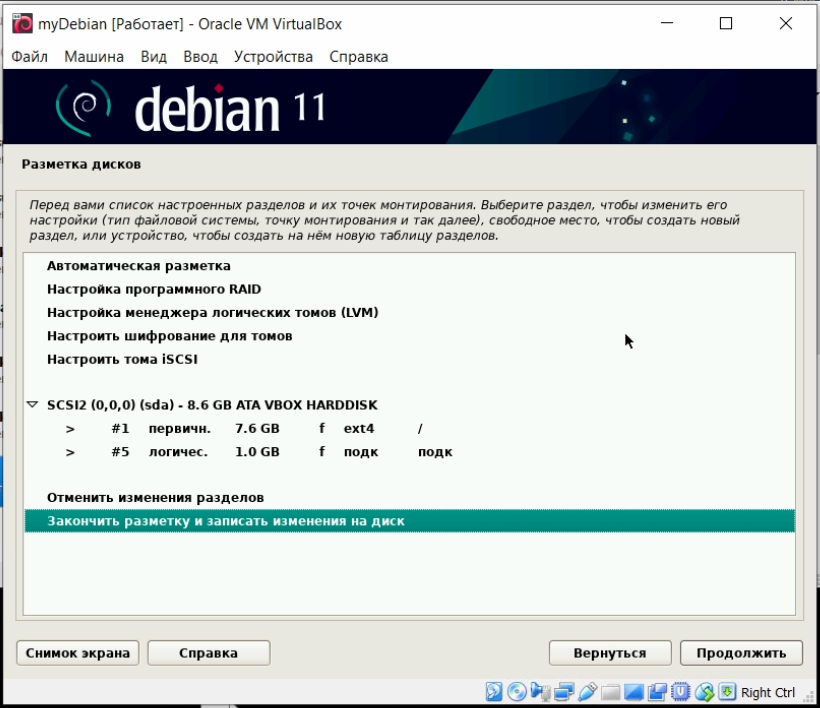 myDebian [Работает] - Oracle VM VirtualBox
Файл Машина Вид Ввод Устройства Справка
debian 11
Разметка дисков
Перед вами список настроенных разделов и их точек монтирования. Выберите раздел, чтобы изменить его
настройки (тип файловой системы, точку монтирования и так далее), свободное место, чтобы создать новый
раздел, или устройство, чтобы создать на нём новую таблицу разделов.
Автоматическая разметка
Настройка программного RAID
Настройка менеджера логических томов (LVM)
Настроить шифрование для томов
Настроить тома iSCSI
SCSI2 (0,0,0) (sda) - 8.6 GB ATA VBOX HARDDISK
> #1 первичн. 7.6 GB f ext4 /
> #5 логичес. 1.0 GB f подк подк
Отменить изменения разделов
Закончить разметку и записать изменения на диск
Снимок экрана Справка Вернуться Продолжить
Right Ctrl